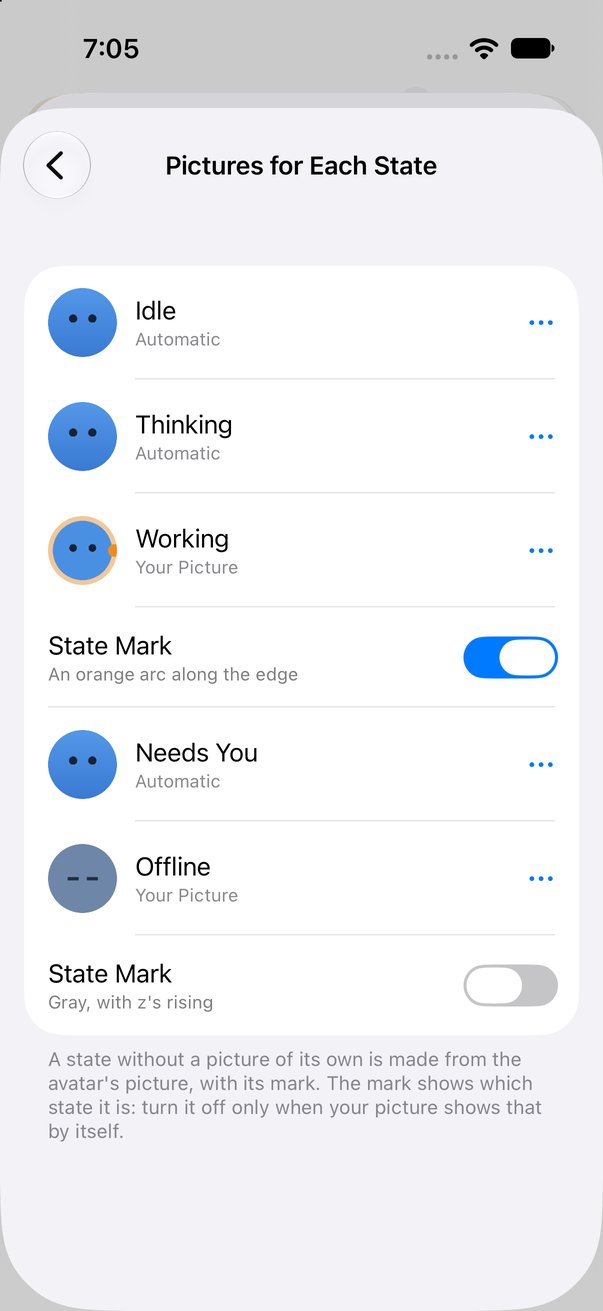 7:05
Pictures for Each State
Idle
Automatic
Thinking
Automatic
Working
Your Picture
State Mark
An orange arc along the edge
Needs You
Automatic
Offline
Your Picture
State Mark
Gray, with z's rising
A state without a picture of its own is made from the
avatar's picture, with its mark. The mark shows which
state it is: turn it off only when your picture shows that
by itself.